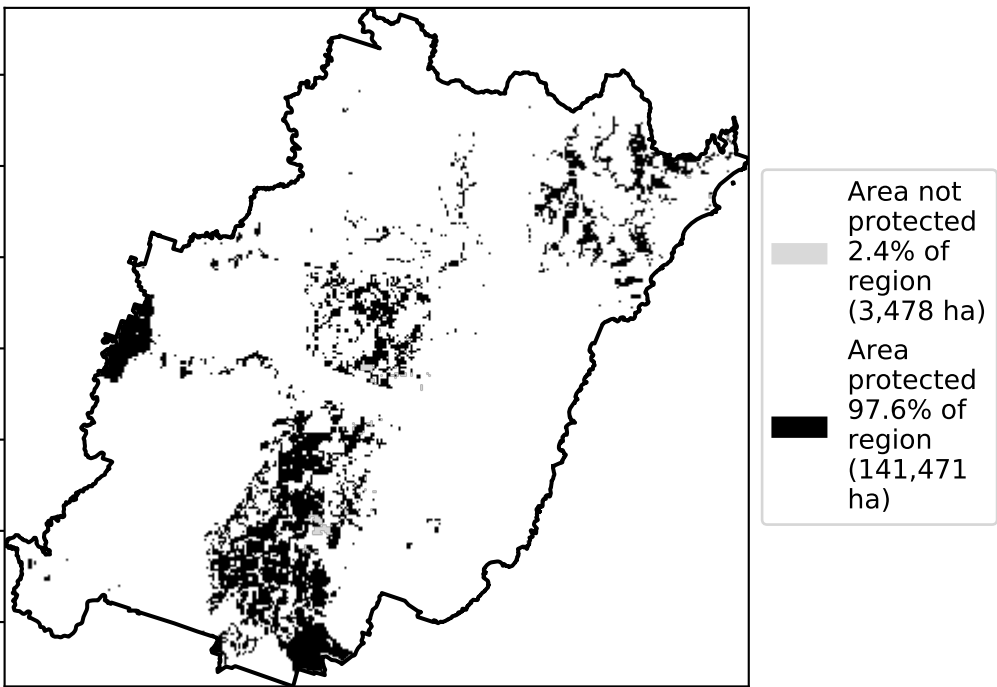 Area not
protected
2.4% of
region
(3,478 ha)
Area
protected
97.6% of
region
(141,471
ha)